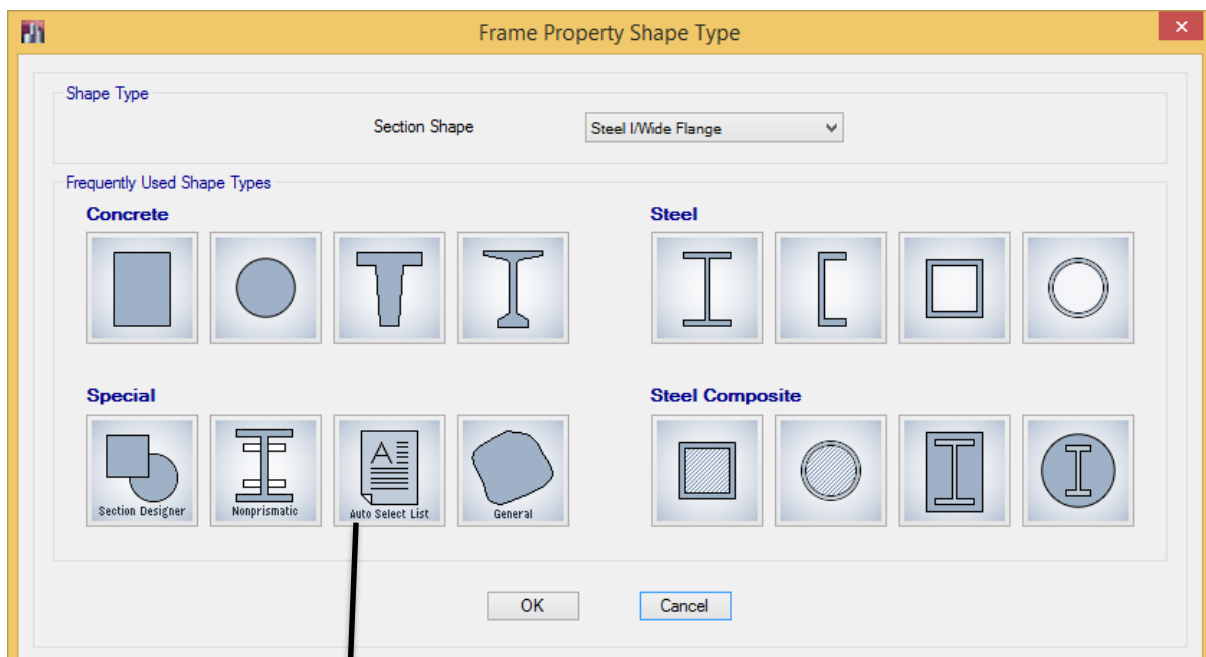 Frame Property Shape Type
Shape Type
Section Shape
Steel I/Wide Flange
Frequently Used Shape Types
Concrete
Steel
Special
Steel Composite
Section Designer
Nonprismatic
A
Auto Select List
General
OK
Cancel